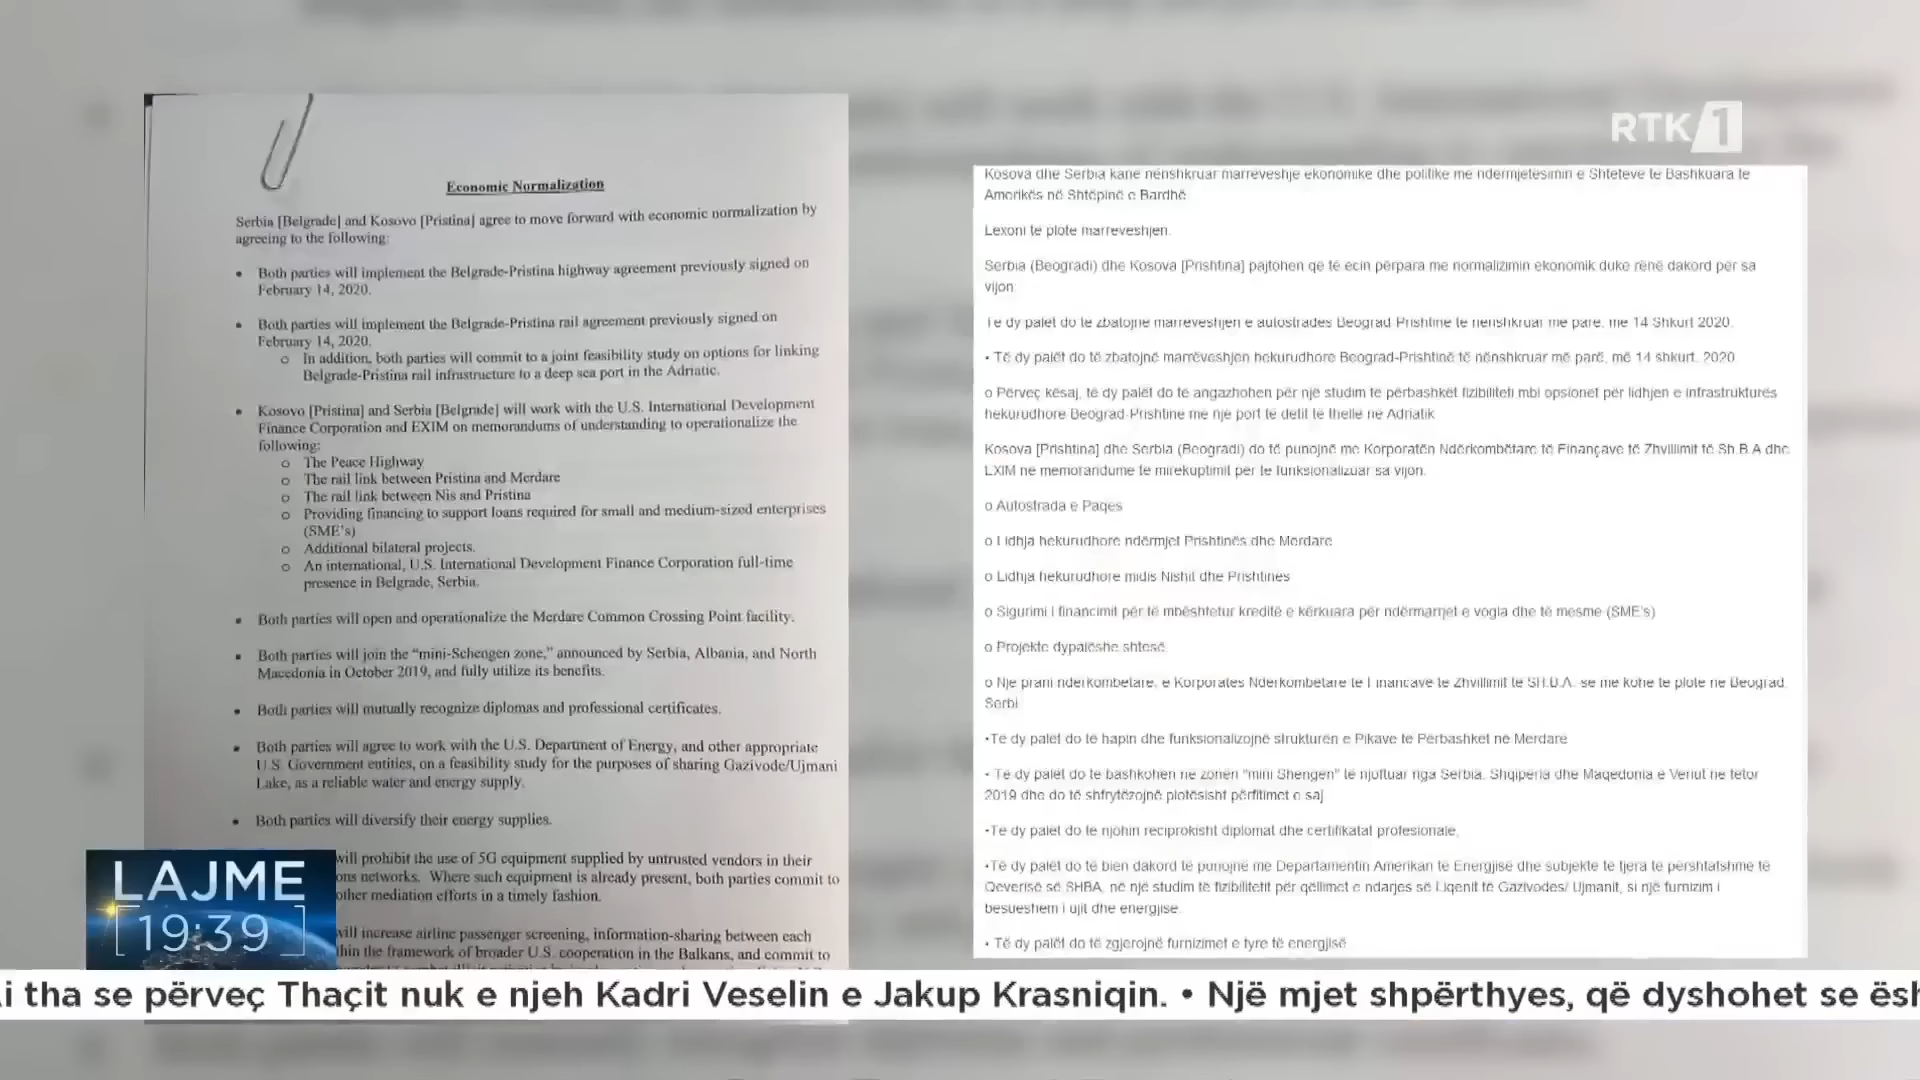 RTK 1
Economic Normalization
Serbia [Belgrade] and Kosovo [Pristina] agree to move forward with economic normalization by
agreeing to the following:
• Both parties will implement the Belgrade-Pristina highway agreement previously signed on
February 14, 2020.
• Both parties will implement the Belgrade-Pristina rail agreement previously signed on
February 14, 2020.
o In addition, both parties will commit to a joint feasibility study on options for linking
Belgrade-Pristina rail infrastructure to a deep sea port in the Adriatic.
• Kosovo [Pristina] and Serbia [Belgrade] will work with the U.S. International Development
Finance Corporation and EXIM on memorandums of understanding to operationalize the
following:
o The Peace Highway
o The rail link between Pristina and Merdare
o The rail link between Nis and Pristina
o Providing financing to support loans required for small and medium-sized enterprises
(SME's)
o Additional bilateral projects.
o An international, U.S. International Development Finance Corporation full-time
presence in Belgrade, Serbia.
• Both parties will open and operationalize the Merdare Common Crossing Point facility.
• Both parties will join the “mini-Schengen zone,” announced by Serbia, Albania, and North
Macedonia in October 2019, and fully utilize its benefits.
• Both parties will mutually recognize diplomas and professional certificates.
• Both parties will agree to work with the U.S. Department of Energy, and other appropriate
U.S. Government entities, on a feasibility study for the purposes of sharing Gazivode/Ujmani
Lake, as a reliable water and energy supply.
• Both parties will diversify their energy supplies.
will prohibit the use of 5G equipment supplied by untrusted vendors in their
ons networks. Where such equipment is already present, both parties commit to
other mediation efforts in a timely fashion.
will increase airline passenger screening, information-sharing between each
thin the framework of broader U.S. cooperation in the Balkans, and commit to
Kosova dhe Serbia kanë nënshkruar marrëveshje ekonomike dhe politike me ndërmjetësimin e Shteteve të Bashkuara të
Amerikës në Shtëpinë e Bardhë
Lexoni të plotë marrëveshjen.
Serbia (Beogradi) dhe Kosova [Prishtina] pajtohen që të ecin përpara me normalizimin ekonomik duke rënë dakord për sa
vijon:
Të dy palët do të zbatojnë marrëveshjen e autostradës Beograd-Prishtinë të nënshkruar më parë, më 14 Shkurt 2020.
• Të dy palët do të zbatojnë marrëveshjen hekurudhore Beograd-Prishtinë të nënshkruar më parë, më 14 shkurt, 2020
o Përveç kësaj, të dy palët do të angazhohen për një studim të përbashkët fizibiliteti mbi opsionet për lidhjen e infrastrukturës
hekurudhore Beograd-Prishtinë me një port të detit të thellë në Adriatik
Kosova [Prishtina] dhe Serbia (Beogradi) do të punojnë me Korporatën Ndërkombëtare të Financave të Zhvillimit të Sh.B.A dhe
EXIM në memorandume të mirëkuptimit për të funksionalizuar sa vijon.
o Autostrada e Paqes
o Lidhja hekurudhore ndërmjet Prishtinës dhe Merdare
o Lidhja hekurudhore midis Nishit dhe Prishtinës
o Sigurimi i financimit për të mbështetur kreditë e kërkuara për ndërmarrjet e vogla dhe të mesme (SME's)
o Projekte dypalëshe shtesë.
o Një prani ndërkombëtare, e Korporatës Ndërkombëtare të Financave të Zhvillimit të SH.B.A. -së me kohë të plotë në Beograd,
Serbi.
•Të dy palët do të hapin dhe funksionalizojnë strukturën e Pikave të Përbashkët në Merdare
• Të dy palët do të bashkohen në zonën "mini Shengen" të njoftuar nga Serbia, Shqipëria dhe Maqedonia e Veriut në tetor
2019 dhe do të shfrytëzojnë plotësisht përfitimet e saj
•Të dy palët do të njohin reciprokisht diplomat dhe certifikatat profesionale,
•Të dy palët do të bien dakord të punojnë me Departamentin Amerikan të Energjisë dhe subjekte të tjera të përshtatshme të
Qeverisë së SHBA, në një studim të fizibilitetit për qëllimet e ndarjes së Liqenit të Gazivodës/ Ujmanit, si një furnizim i
besueshëm i ujit dhe energjisë.
• Të dy palët do të zgjerojnë furnizimet e tyre të energjisë
LAJME
19:39
i tha se përveç Thaçit nuk e njeh Kadri Veselin e Jakup Krasniqin. • Një mjet shpërthyes, që dyshohet se ësh